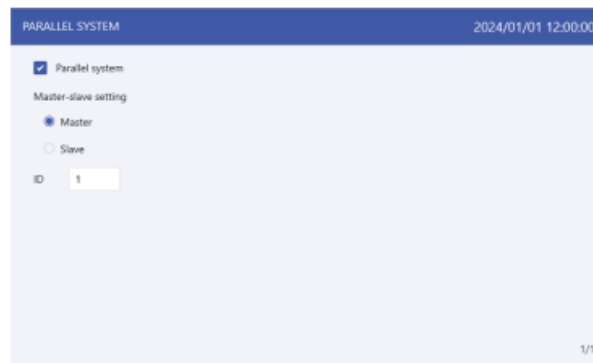 PARALLEL SYSTEM 2024/01/01 12:00:00
Parallel system
Master-slave setting
Master
Slave
ID 1
1/1